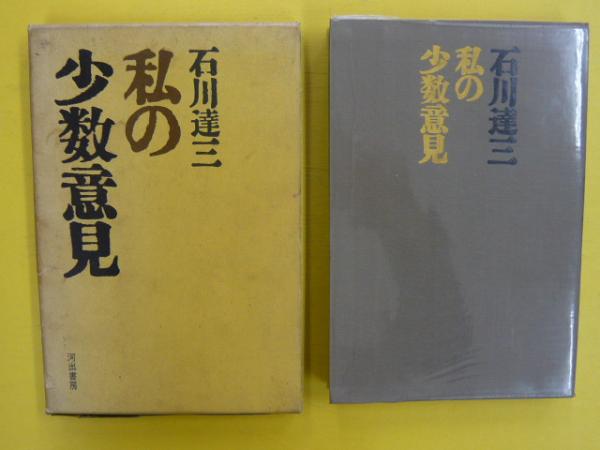 石川達三
私の
少数意見
河出書房
石川達三
私の
少数意見